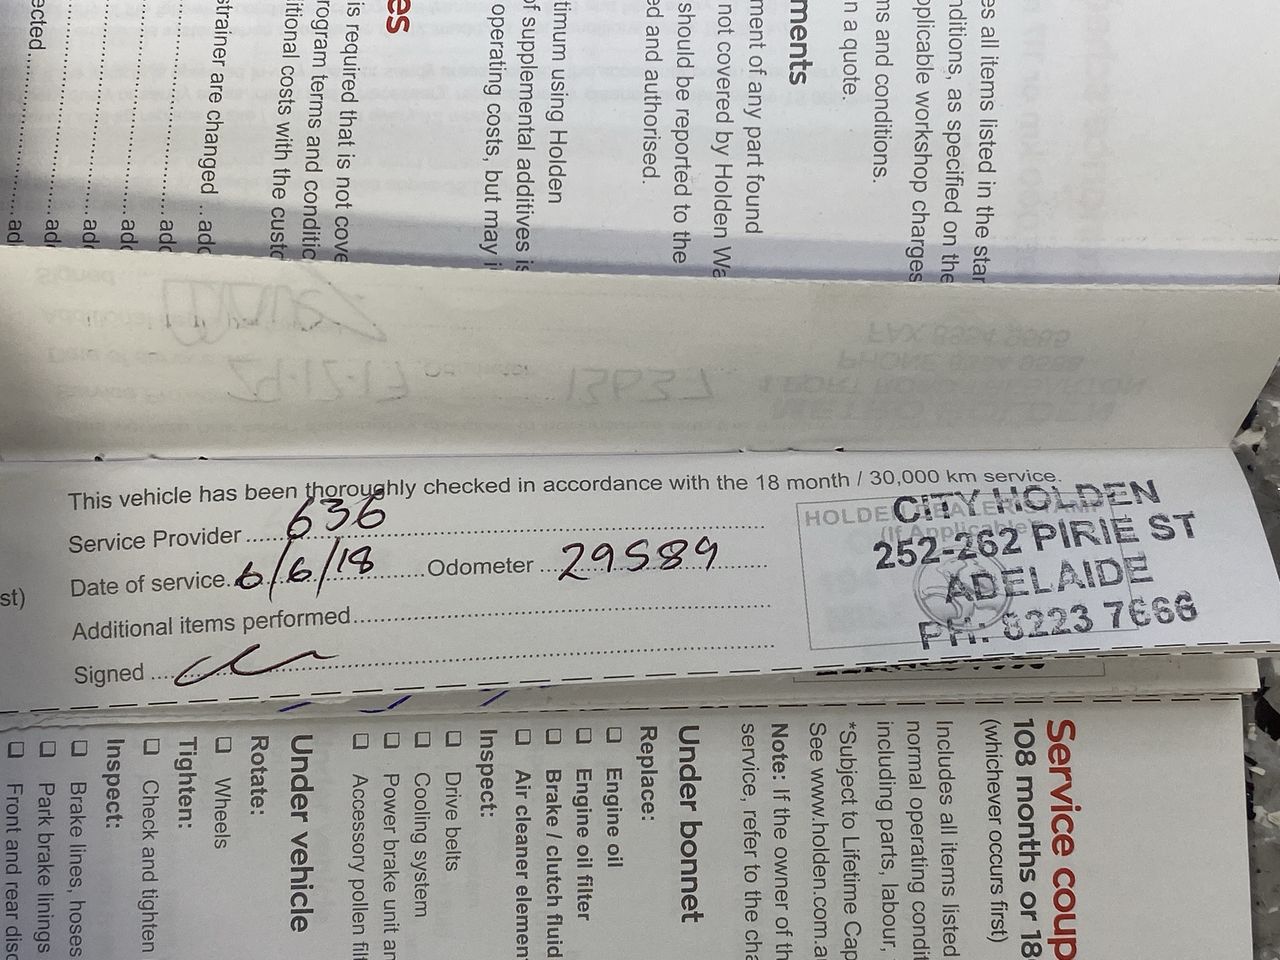 This vehicle has been thoroughly checked in accordance with the 18 month / 30,000 km service.
Service Provider 636
Date of service 6/6/18 Odometer 29589
Additional items performed
Signed
HOLDEN DEALER STAMP
(If Applicable)
CITY HOLDEN
252-262 PIRIE ST
ADELAIDE
PH: 8223 7668
es all items listed in the
nditions, as specified on the
pplicable workshop charges
ms and conditions.
n a quote.
ments
ment of any part found
not covered by Holden
should be reported to the
ed and authorised.
timum using Holden
of supplemental additives is
operating costs, but may
es
is required that is not
rogram terms and
itional costs with the
strainer are changed
ected
st)
Service coup
108 months or 18
(whichever occurs first)
Includes all items listed
normal operating condit
including parts, labour,
*Subject to Lifetime Cap
See www.holden.com.a
Note: If the owner of th
service, refer to the cha
Under bonnet
Replace:
Engine oil
Engine oil filter
Brake / clutch fluid
Air cleaner element
Inspect:
Drive belts
Cooling system
Power brake unit an
Accessory pollen filt
Under vehicle
Rotate:
Wheels
Tighten:
Check and tighten
Inspect:
Brake lines, hoses
Park brake linings
Front and rear disc